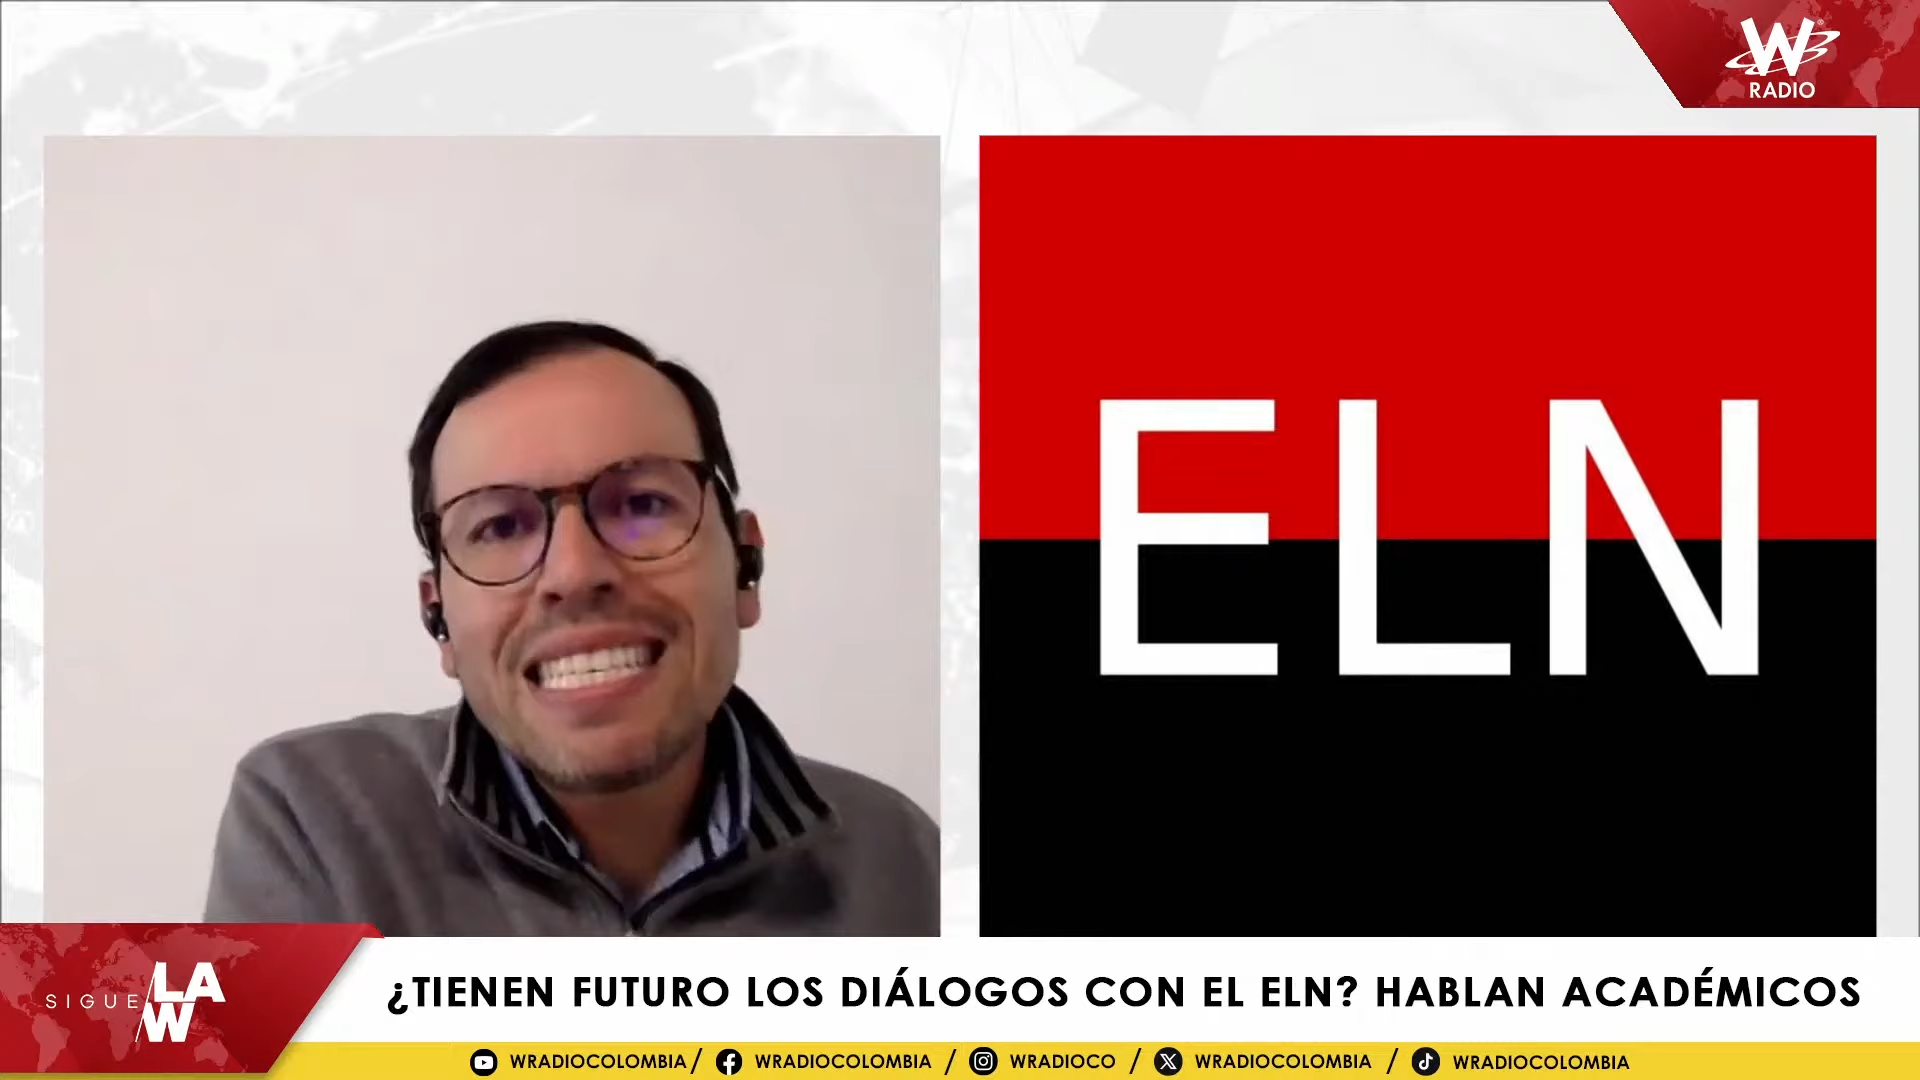 W
RADIO
ELN
SIGUE LA W
¿TIENEN FUTURO LOS DIÁLOGOS CON EL ELN? HABLAN ACADÉMICOS
WRADIOCOLOMBIA / WRADIOCOLOMBIA / WRADIOCO / WRADIOCOLOMBIA / WRADIOCOLOMBIA